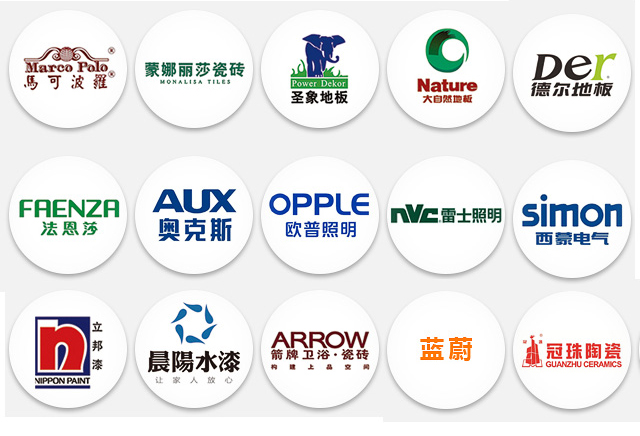 Marco Polo
馬可波羅
蒙娜丽莎瓷砖
MONALISA TILES
Power Dekor
圣象地板
Nature
大自然地板
Der
德尔地板
FAENZA
法恩莎
AUX
奥克斯
OPPLE
欧普照明
nvc雷士照明
simon
西蒙电气
立邦漆
n
NIPPON PAINT
晨陽水漆
让家人放心
ARROW
箭牌卫浴·瓷砖
构建上品空间
蓝蔚
冠珠陶瓷
GUANZHU CERAMICS